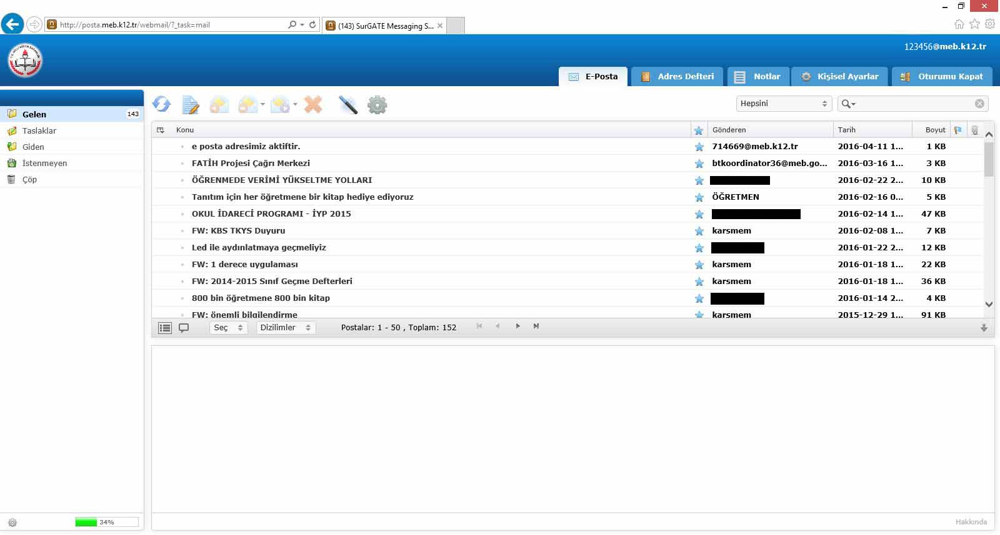 http://posta.meb.k12.tr/webmail/?_task=mail
(143) SurGATE Messaging S...
123456@meb.k12.tr
E-Posta
Adres Defteri
Notlar
Kişisel Ayarlar
Oturumu Kapat
Gelen 143
Taslaklar
Giden
İstenmeyen
Çöp
Hepsini
Konu Gönderen Tarih Boyut
e posta adresimiz aktiftir. 714669@meb.k12.tr 2016-04-11 1... 1 KB
FATİH Projesi Çağrı Merkezi btkoordinator36@meb.go... 2016-03-16 1... 3 KB
ÖĞRENMEDE VERİMİ YÜKSELTME YOLLARI 2016-02-22 2... 10 KB
Tanıtım için her öğretmene bir kitap hediye ediyoruz ÖĞRETMEN 2016-02-16 0... 5 KB
OKUL İDARECİ PROGRAMI - İYP 2015 2016-02-14 1... 47 KB
FW: KBS TKYS Duyuru karsmem 2016-02-08 1... 7 KB
Led ile aydınlatmaya geçmeliyiz 2016-01-22 2... 12 KB
FW: 1 derece uygulaması karsmem 2016-01-18 1... 22 KB
FW: 2014-2015 Sınıf Geçme Defterleri karsmem 2016-01-18 1... 36 KB
800 bin öğretmene 800 bin kitap 2016-01-14 2... 4 KB
FW: önemli bilgilendirme karsmem 2015-12-29 1... 91 KB
Seç Dizilimler Postalar: 1 - 50 , Toplam: 152
34%
Hakkında